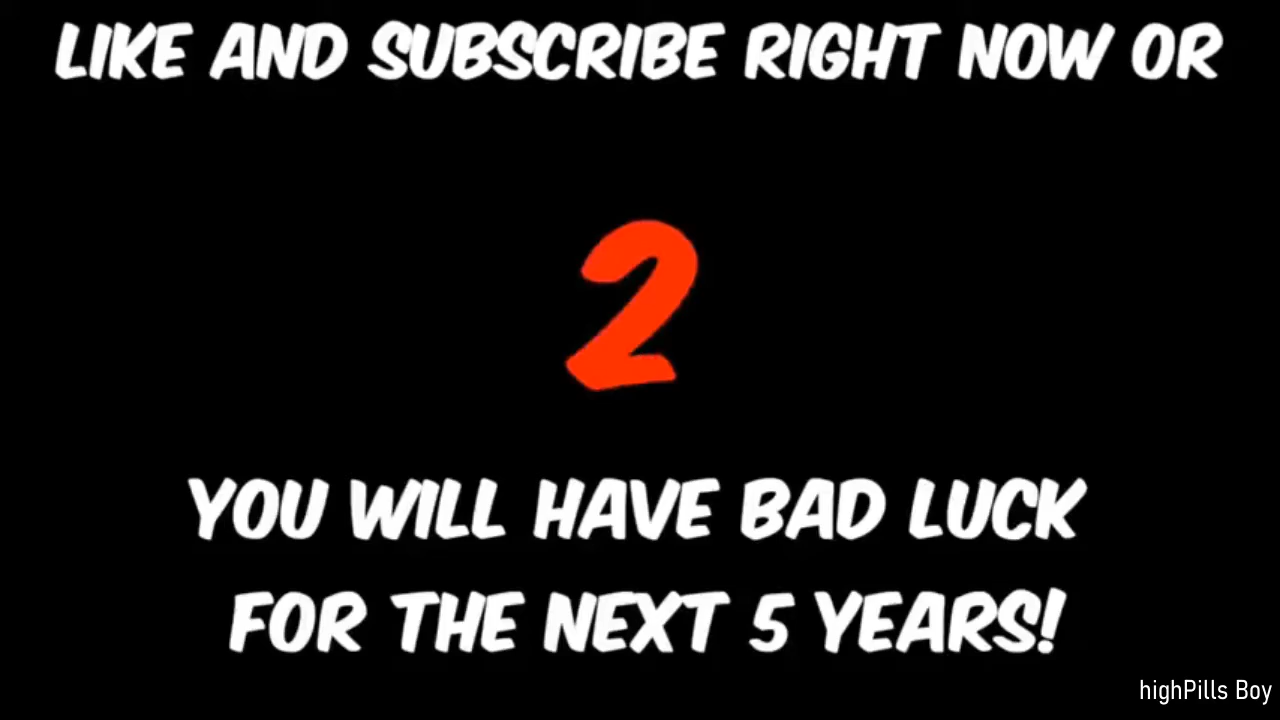 LIKE AND SUBSCRIBE RIGHT NOW OR
2
YOU WILL HAVE BAD LUCK
FOR THE NEXT 5 YEARS!
highPills Boy